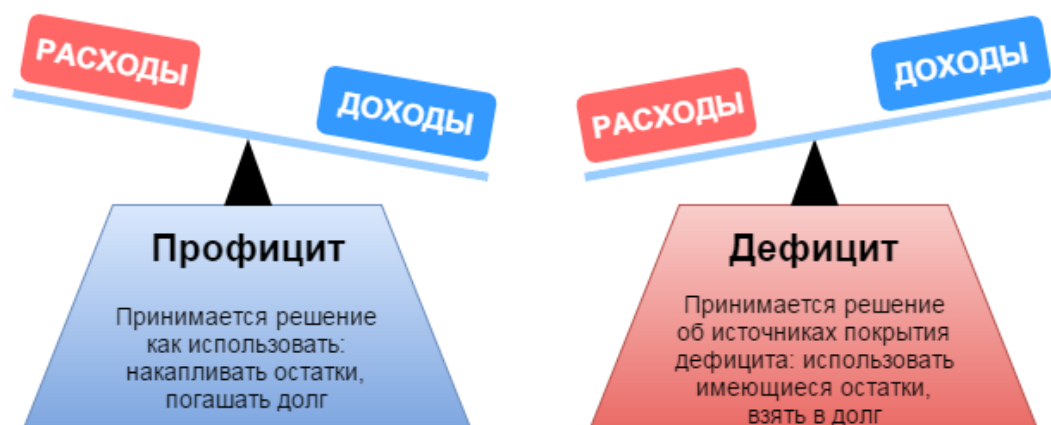 РАСХОДЫ
ДОХОДЫ
Профицит
Принимается решение
как использовать:
накапливать остатки,
погашать долг
РАСХОДЫ
ДОХОДЫ
Дефицит
Принимается решение
об источниках покрытия
дефицита: использовать
имеющиеся остатки,
взять в долг